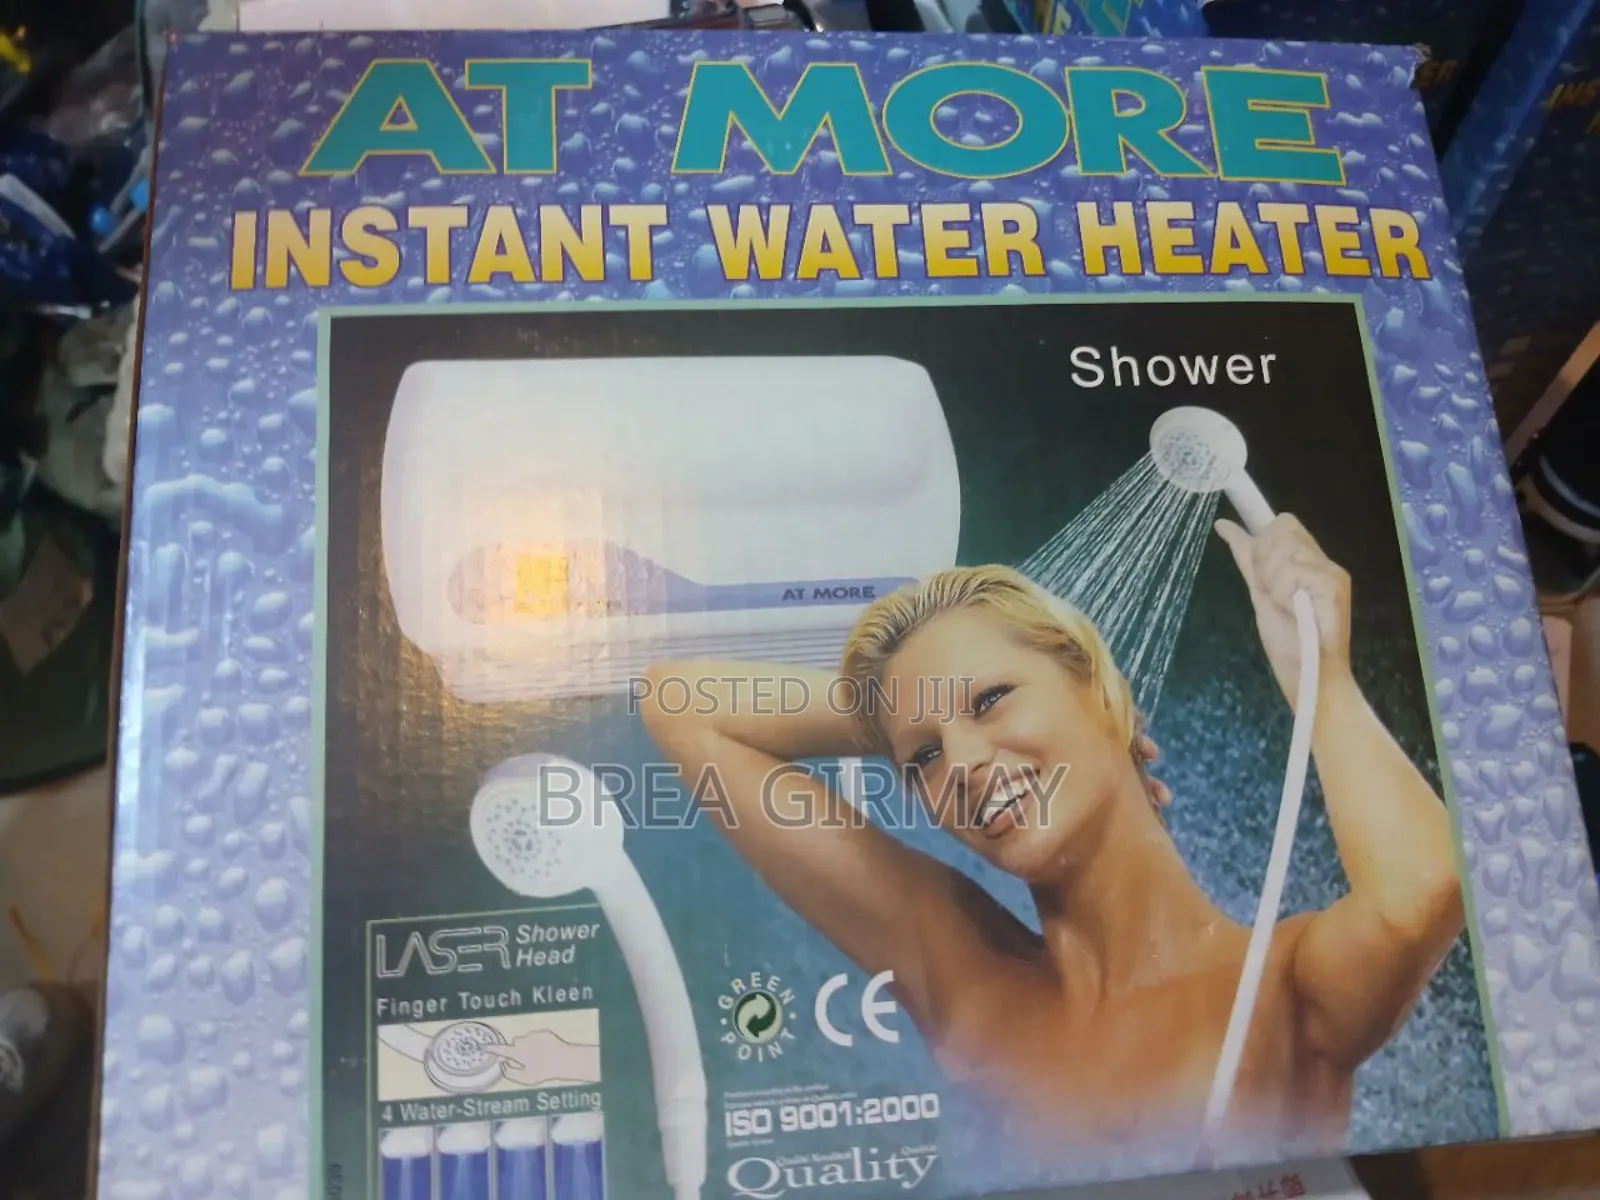 AT MORE
INSTANT WATER HEATER
Shower
AT MORE
POSTED ON JIJI
BREA GIRMAY
LASER Shower Head
Finger Touch Kleen
4 Water-Stream Setting
GREEN POINT
CE
ISO 9001:2000
Quality